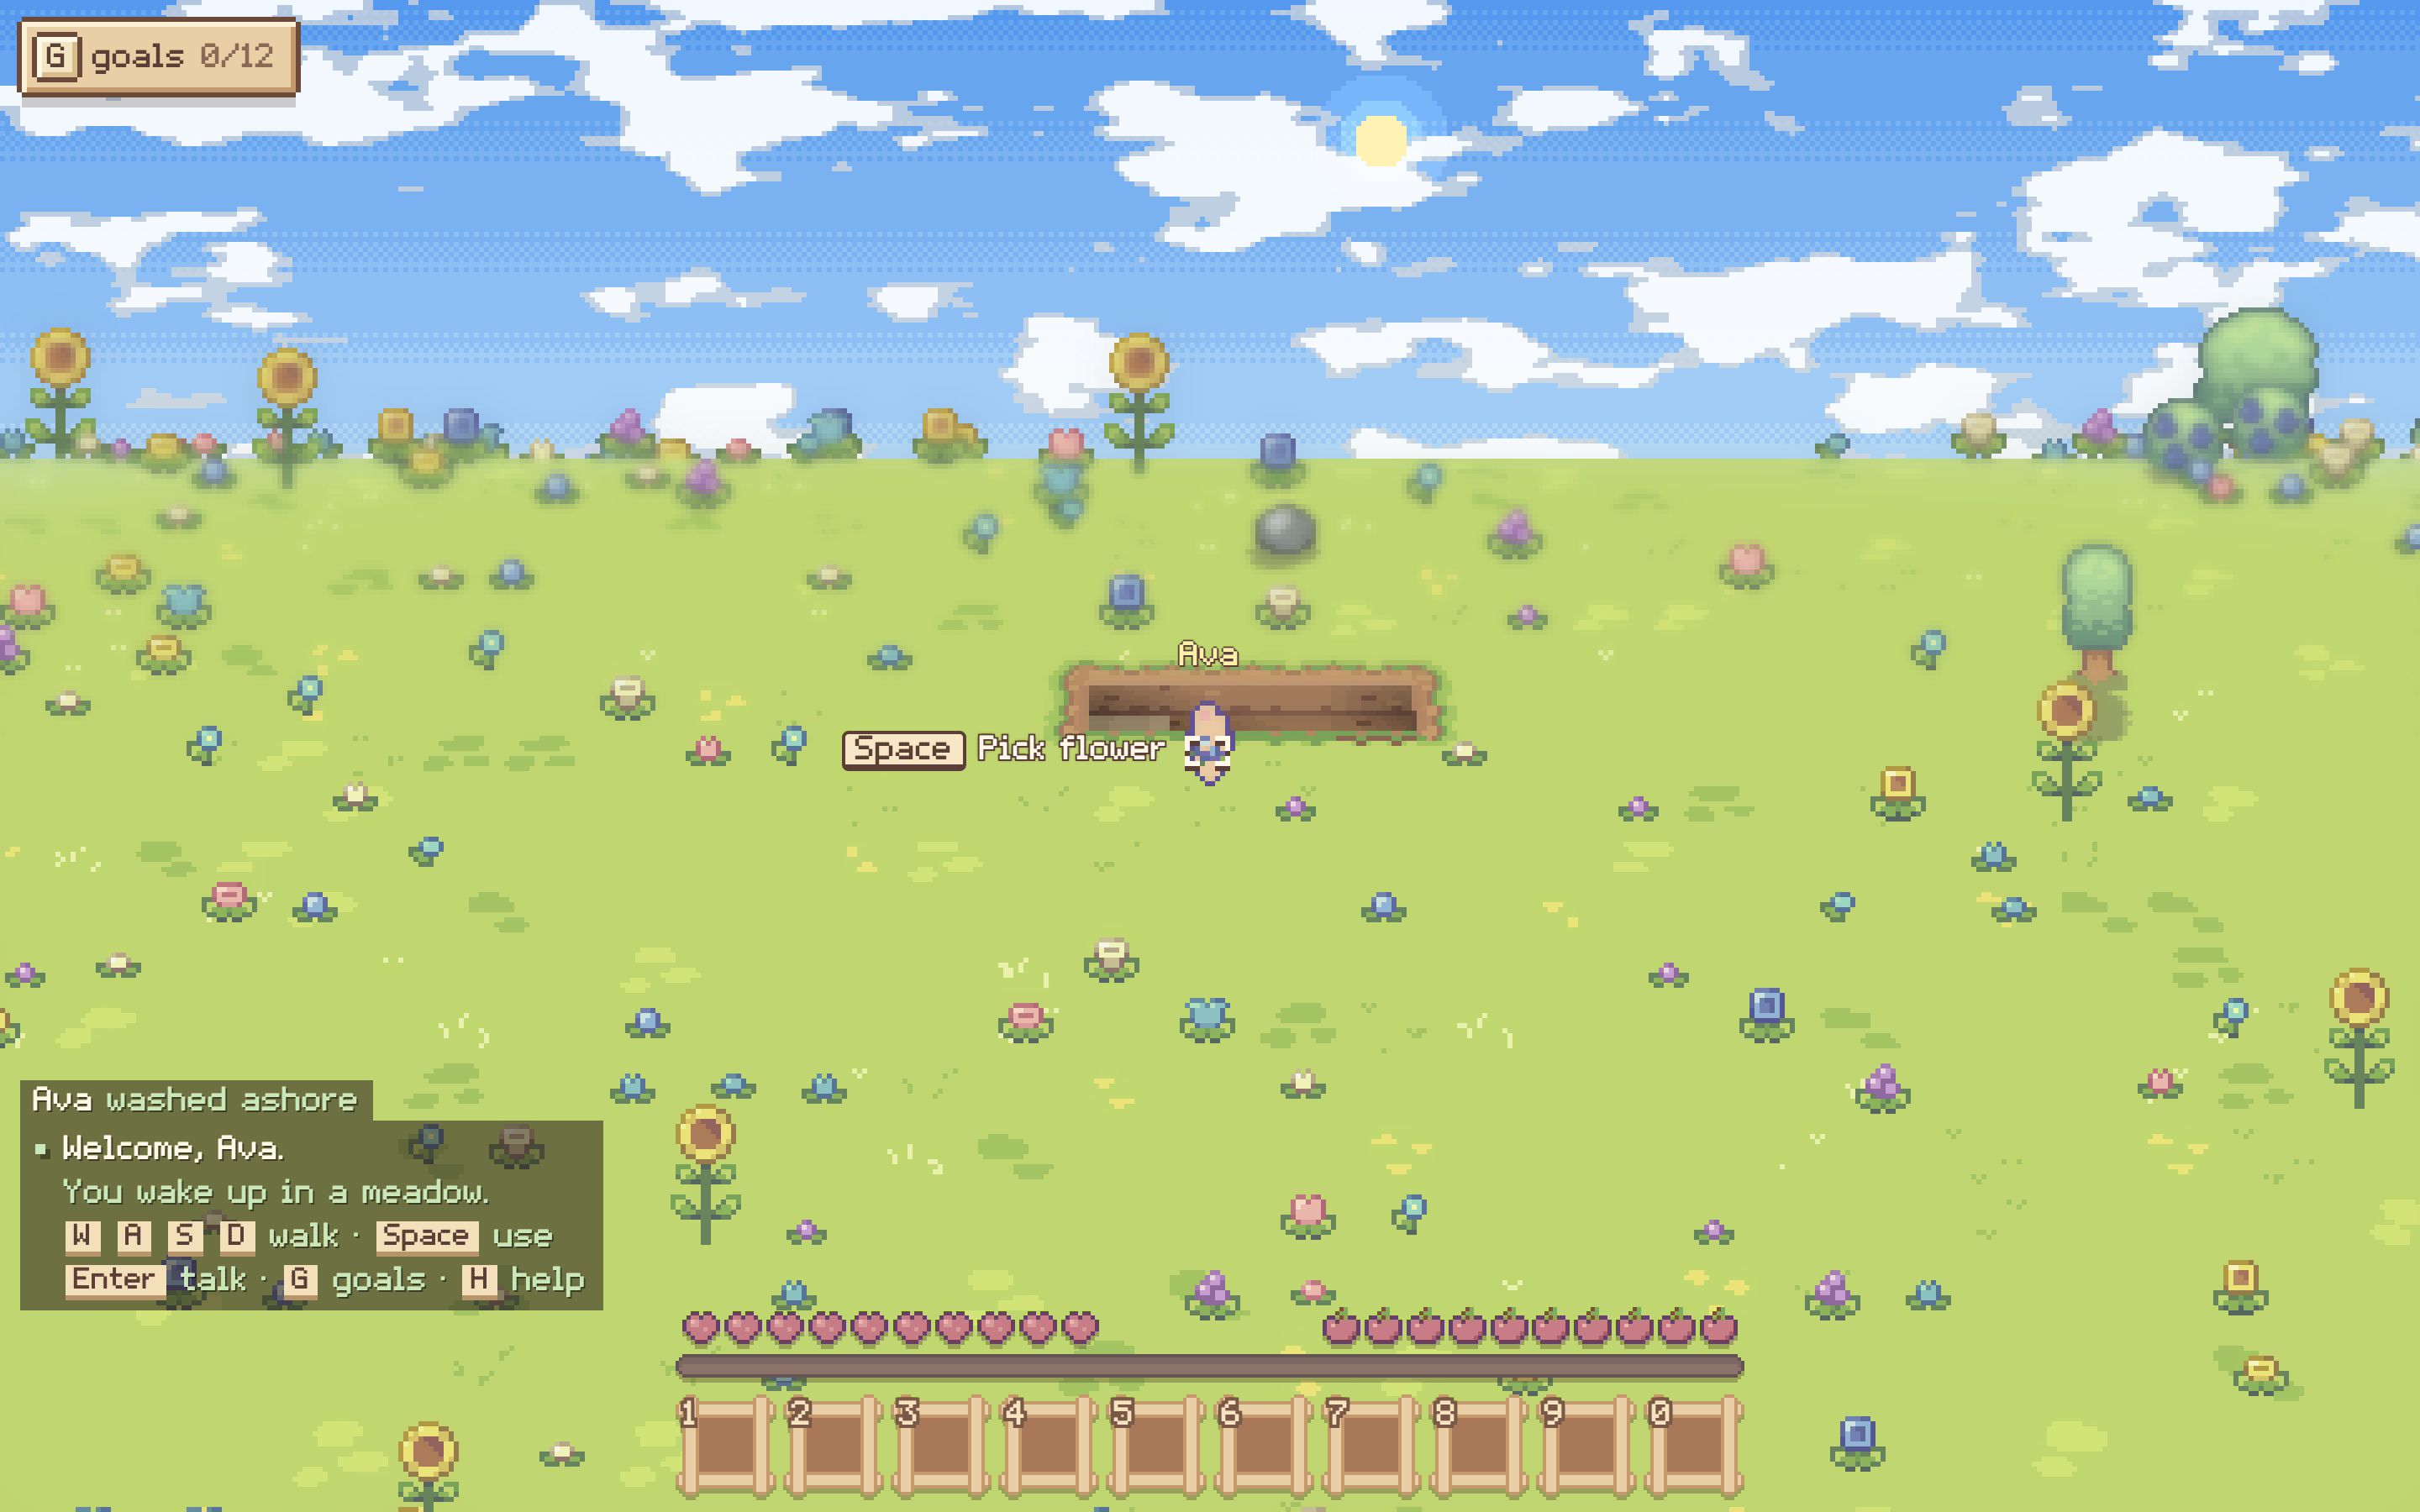 G goals 0/12
Ava
Space Pick flower
Ava washed ashore
Welcome, Ava.
You wake up in a meadow.
W A S D walk · Space use
Enter talk · G goals · H help
1 2 3 4 5 6 7 8 9 0